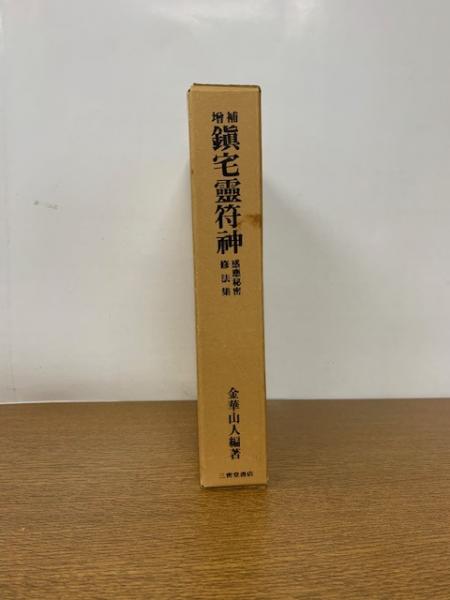 補増
鎮宅靈符神
感應秘密
修法集
金華山人編著
三密堂書店